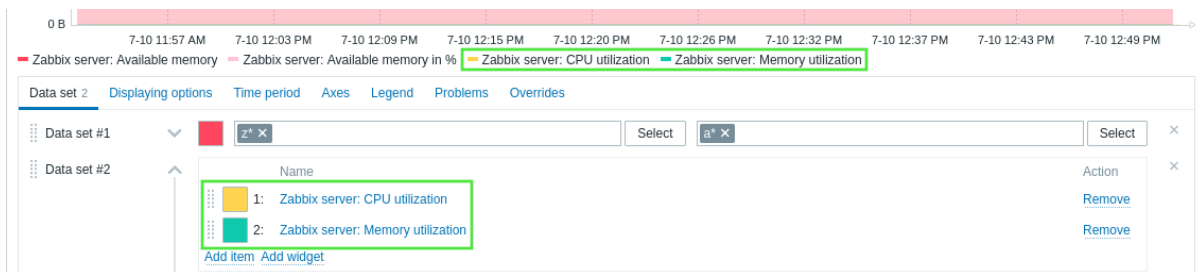 0 B
7-10 11:57 AM 7-10 12:03 PM 7-10 12:09 PM 7-10 12:15 PM 7-10 12:20 PM 7-10 12:26 PM 7-10 12:32 PM 7-10 12:37 PM 7-10 12:43 PM 7-10 12:49 PM
Zabbix server: Available memory Zabbix server: Available memory in % Zabbix server: CPU utilization Zabbix server: Memory utilization
Data set 2 Displaying options Time period Axes Legend Problems Overrides
Data set #1 z* Select a* Select
Data set #2 Name Action
1: Zabbix server: CPU utilization Remove
2: Zabbix server: Memory utilization Remove
Add item Add widget